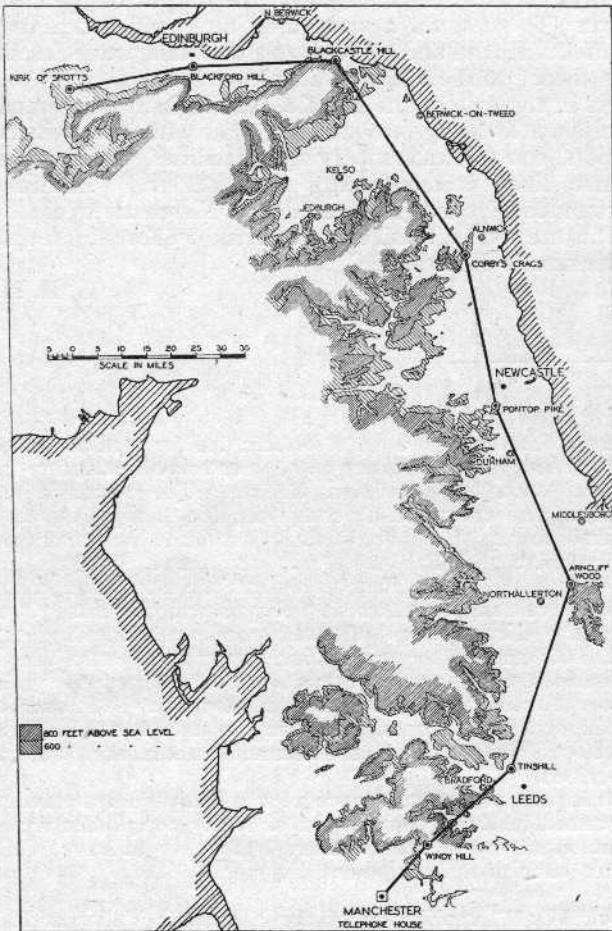 N. BERWICK
EDINBURGH
BLACKCASTLE HILL
KIRK OF SHOTTS
BLACKFORD HILL
BERWICK-ON-TWEED
KELSO
JEDBURGH
ALNWICK
CORBY'S CRAGS
5 0 5 10 15 20 25 30 35
SCALE IN MILES
NEWCASTLE
PONTOP PIKE
DURHAM
MIDDLESBORO
ARNCLIFF
WOOD
NORTHALLERTON
800 FEET ABOVE SEA LEVEL
600 " " " "
TINSHILL
BRADFORD
LEEDS
WINDY HILL
MANCHESTER
TELEPHONE HOUSE